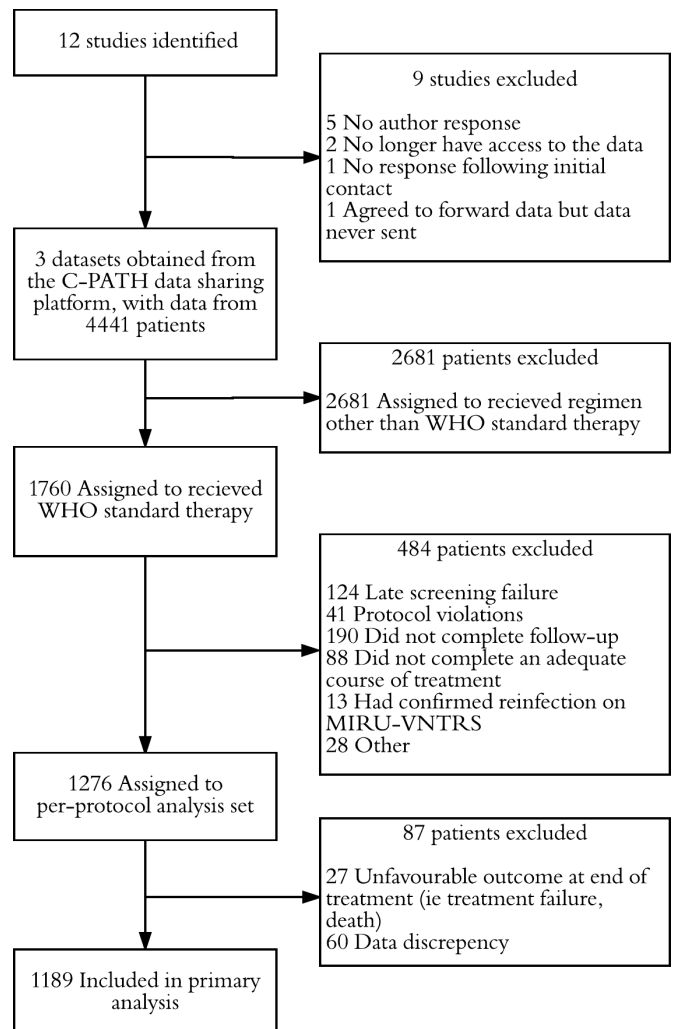 12 studies identified
9 studies excluded
5 No author response
2 No longer have access to the data
1 No response following initial
contact
1 Agreed to forward data but data
never sent
3 datasets obtained from
the C-PATH data sharing
platform, with data from
4441 patients
2681 patients excluded
2681 Assigned to recieved regimen
other than WHO standard therapy
1760 Assigned to recieved
WHO standard therapy
484 patients excluded
124 Late screening failure
41 Protocol violations
190 Did not complete follow-up
88 Did not complete an adequate
course of treatment
13 Had confirmed reinfection on
MIRU-VNTRS
28 Other
1276 Assigned to
per-protocol analysis set
87 patients excluded
27 Unfavourable outcome at end of
treatment (ie treatment failure,
death)
60 Data discrepency
1189 Included in primary
analysis